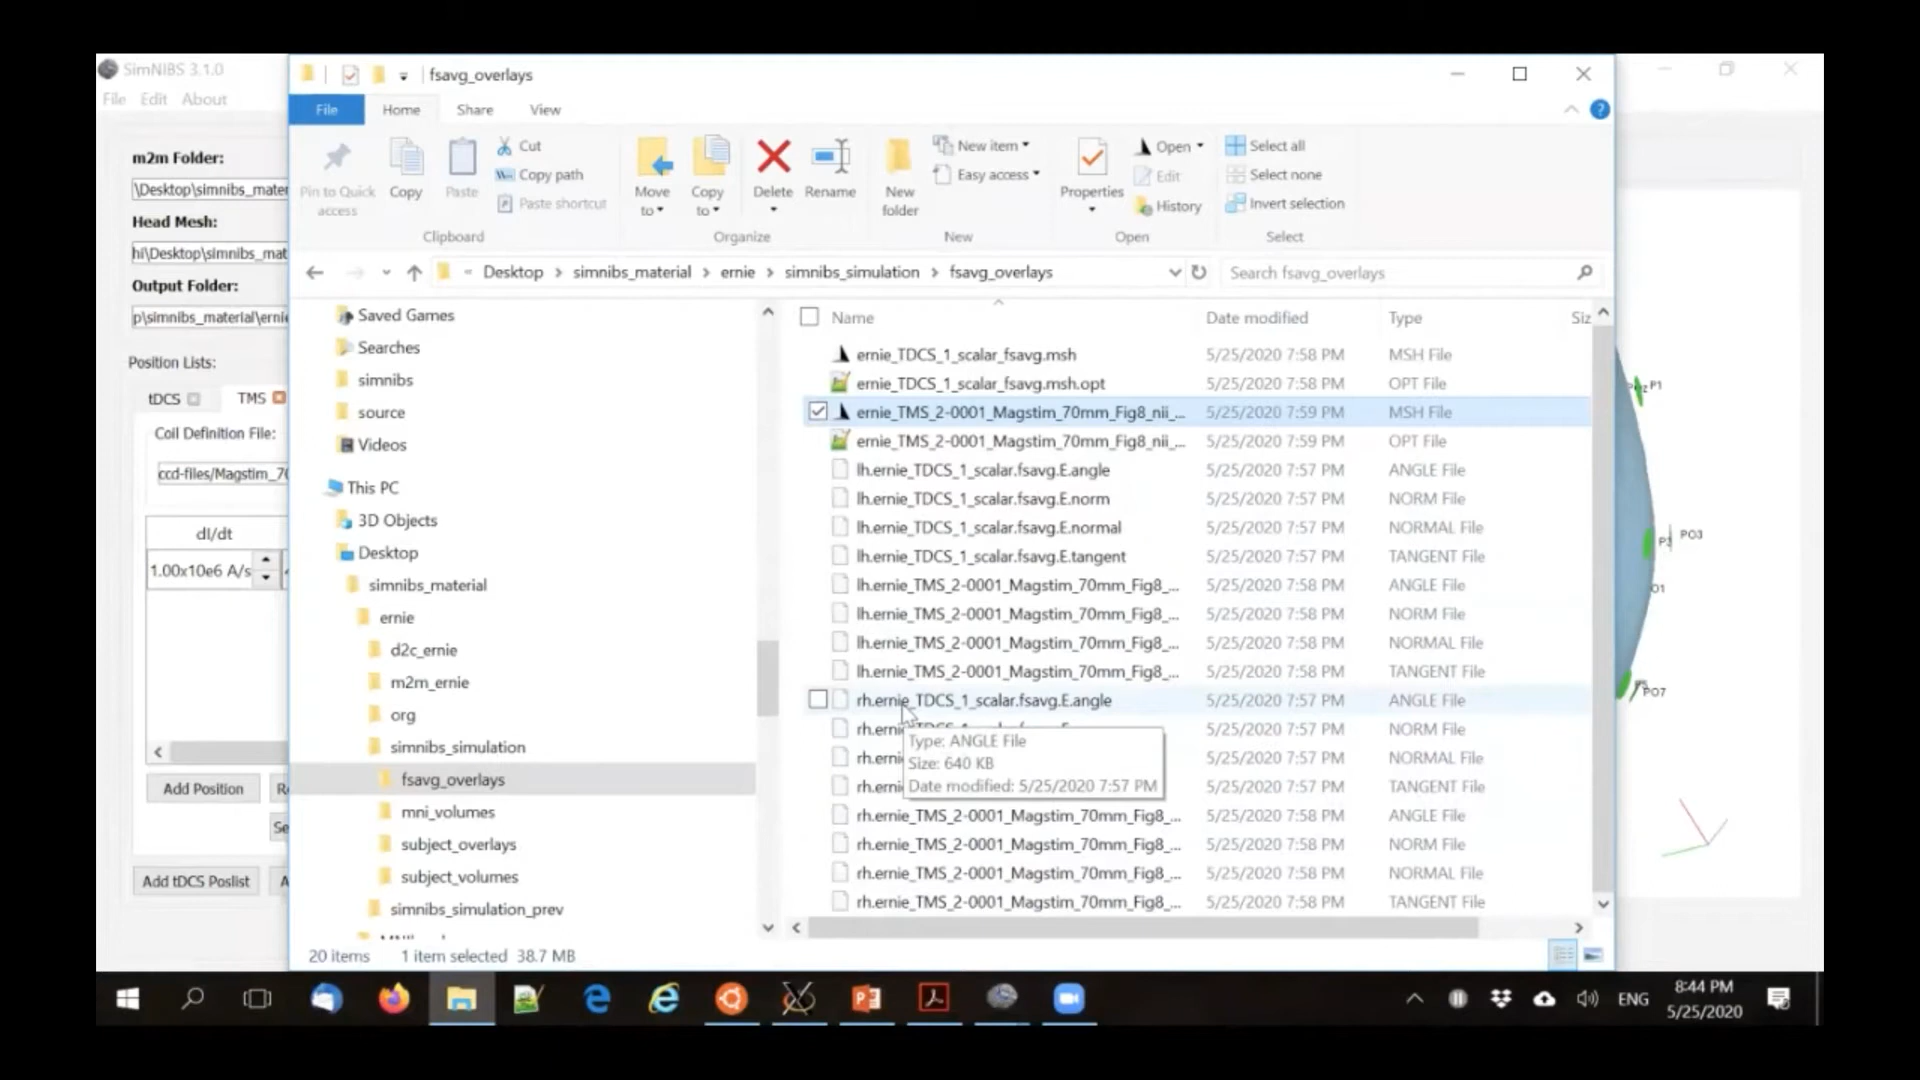 SimNIBS 3.1.0
File Edit About
m2m Folder:
\Desktop\simnibs_mater
Head Mesh:
hi\Desktop\simnibs_mat
Output Folder:
p\simnibs_material\ernie
Position Lists:
tDCS TMS
Coil Definition File:
ccd-files/Magstim_70
dI/dt
1.00x10e6 A/s
Add Position
Add tDCS Poslist
fsavg_overlays
File Home Share View
Pin to Quick access
Copy
Paste
Cut
Copy path
Paste shortcut
Clipboard
Move to
Copy to
Delete
Rename
Organize
New folder
New item
Easy access
New
Properties
Open
Edit
History
Open
Select all
Select none
Invert selection
Select
« Desktop › simnibs_material › ernie › simnibs_simulation › fsavg_overlays
Search fsavg_overlays
Saved Games
Searches
simnibs
source
Videos
This PC
3D Objects
Desktop
simnibs_material
ernie
d2c_ernie
m2m_ernie
org
simnibs_simulation
fsavg_overlays
mni_volumes
subject_overlays
subject_volumes
simnibs_simulation_prev
Name Date modified Type Siz
ernie_TDCS_1_scalar_fsavg.msh 5/25/2020 7:58 PM MSH File
ernie_TDCS_1_scalar_fsavg.msh.opt 5/25/2020 7:58 PM OPT File
ernie_TMS_2-0001_Magstim_70mm_Fig8_nii_... 5/25/2020 7:59 PM MSH File
ernie_TMS_2-0001_Magstim_70mm_Fig8_nii_... 5/25/2020 7:59 PM OPT File
lh.ernie_TDCS_1_scalar.fsavg.E.angle 5/25/2020 7:57 PM ANGLE File
lh.ernie_TDCS_1_scalar.fsavg.E.norm 5/25/2020 7:57 PM NORM File
lh.ernie_TDCS_1_scalar.fsavg.E.normal 5/25/2020 7:57 PM NORMAL File
lh.ernie_TDCS_1_scalar.fsavg.E.tangent 5/25/2020 7:57 PM TANGENT File
lh.ernie_TMS_2-0001_Magstim_70mm_Fig8_... 5/25/2020 7:58 PM ANGLE File
lh.ernie_TMS_2-0001_Magstim_70mm_Fig8_... 5/25/2020 7:58 PM NORM File
lh.ernie_TMS_2-0001_Magstim_70mm_Fig8_... 5/25/2020 7:58 PM NORMAL File
lh.ernie_TMS_2-0001_Magstim_70mm_Fig8_... 5/25/2020 7:58 PM TANGENT File
rh.ernie_TDCS_1_scalar.fsavg.E.angle 5/25/2020 7:57 PM ANGLE File
rh.ernie 5/25/2020 7:57 PM NORM File
rh.ernie 5/25/2020 7:57 PM NORMAL File
rh.ernie 5/25/2020 7:57 PM TANGENT File
rh.ernie_TMS_2-0001_Magstim_70mm_Fig8_... 5/25/2020 7:58 PM ANGLE File
rh.ernie_TMS_2-0001_Magstim_70mm_Fig8_... 5/25/2020 7:58 PM NORM File
rh.ernie_TMS_2-0001_Magstim_70mm_Fig8_... 5/25/2020 7:58 PM NORMAL File
rh.ernie_TMS_2-0001_Magstim_70mm_Fig8_... 5/25/2020 7:58 PM TANGENT File
Type: ANGLE File
Size: 640 KB
Date modified: 5/25/2020 7:57 PM
20 items 1 item selected 38.7 MB
P1
PO3
PO7
ENG
8:44 PM
5/25/2020